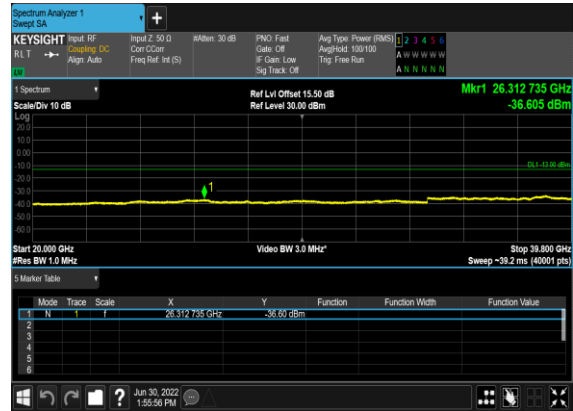 Spectrum Analyzer 1
Swept SA
+
KEYSIGHT Input: RF Input Z: 50 Ω #Atten: 30 dB PNO: Fast Avg Type: Power (RMS) 1 2 3 4 5 6
RLT Coupling: DC Corr CCorr Gate: Off Avg|Hold: 100/100 A W W W W W
Align: Auto Freq Ref: Int (S) IF Gain: Low Trig: Free Run
LW Sig Track: Off A N N N N N
1 Spectrum Ref Lvl Offset 15.50 dB Mkr1 26.312 735 GHz
Scale/Div 10 dB Ref Level 30.00 dBm -36.605 dBm
Log
20.0
10.0
0.00
-10.0
DL1 -13.00 dBm
-20.0
-30.0
1
-40.0
-50.0
-60.0
Start 20.000 GHz Video BW 3.0 MHz* Stop 39.800 GHz
#Res BW 1.0 MHz Sweep ~39.2 ms (40001 pts)
5 Marker Table
Mode Trace Scale X Y Function Function Width Function Value
1 N 1 f 26.312 735 GHz -36.60 dBm
2
3
4
5
6
? Jun 30, 2022
1:55:56 PM